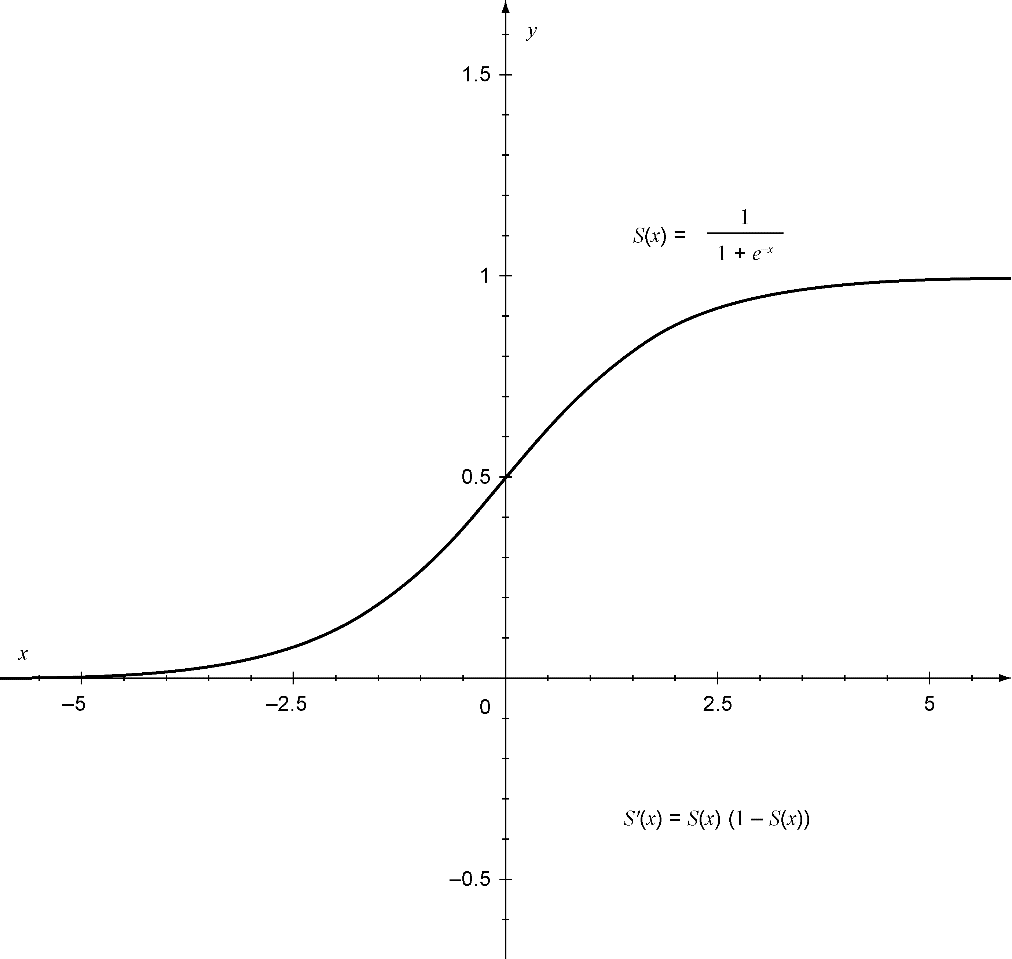 y
1.5
S(x) = 1
1 + e⁻ˣ
1
0.5
x
–5 –2.5 0 2.5 5
S′(x) = S(x) (1 – S(x))
–0.5